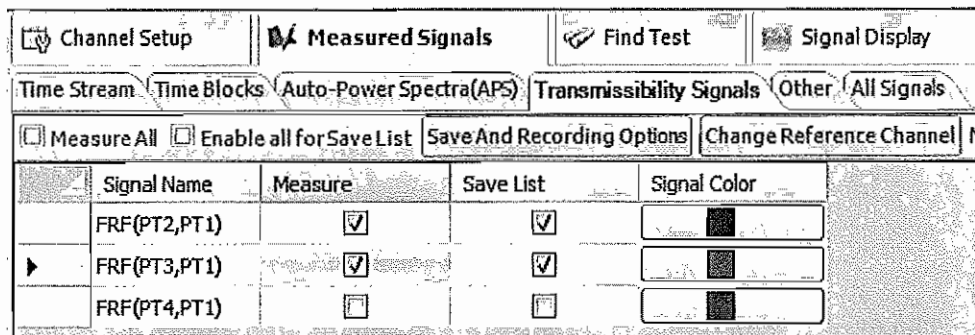 Channel Setup Measured Signals Find Test Signal Display
Time Stream Time Blocks Auto-Power Spectra(APS) Transmissibility Signals Other All Signals
Measure All Enable all for Save List Save And Recording Options Change Reference Channel
Signal Name Measure Save List Signal Color
FRF(PT2,PT1)
FRF(PT3,PT1)
FRF(PT4,PT1)